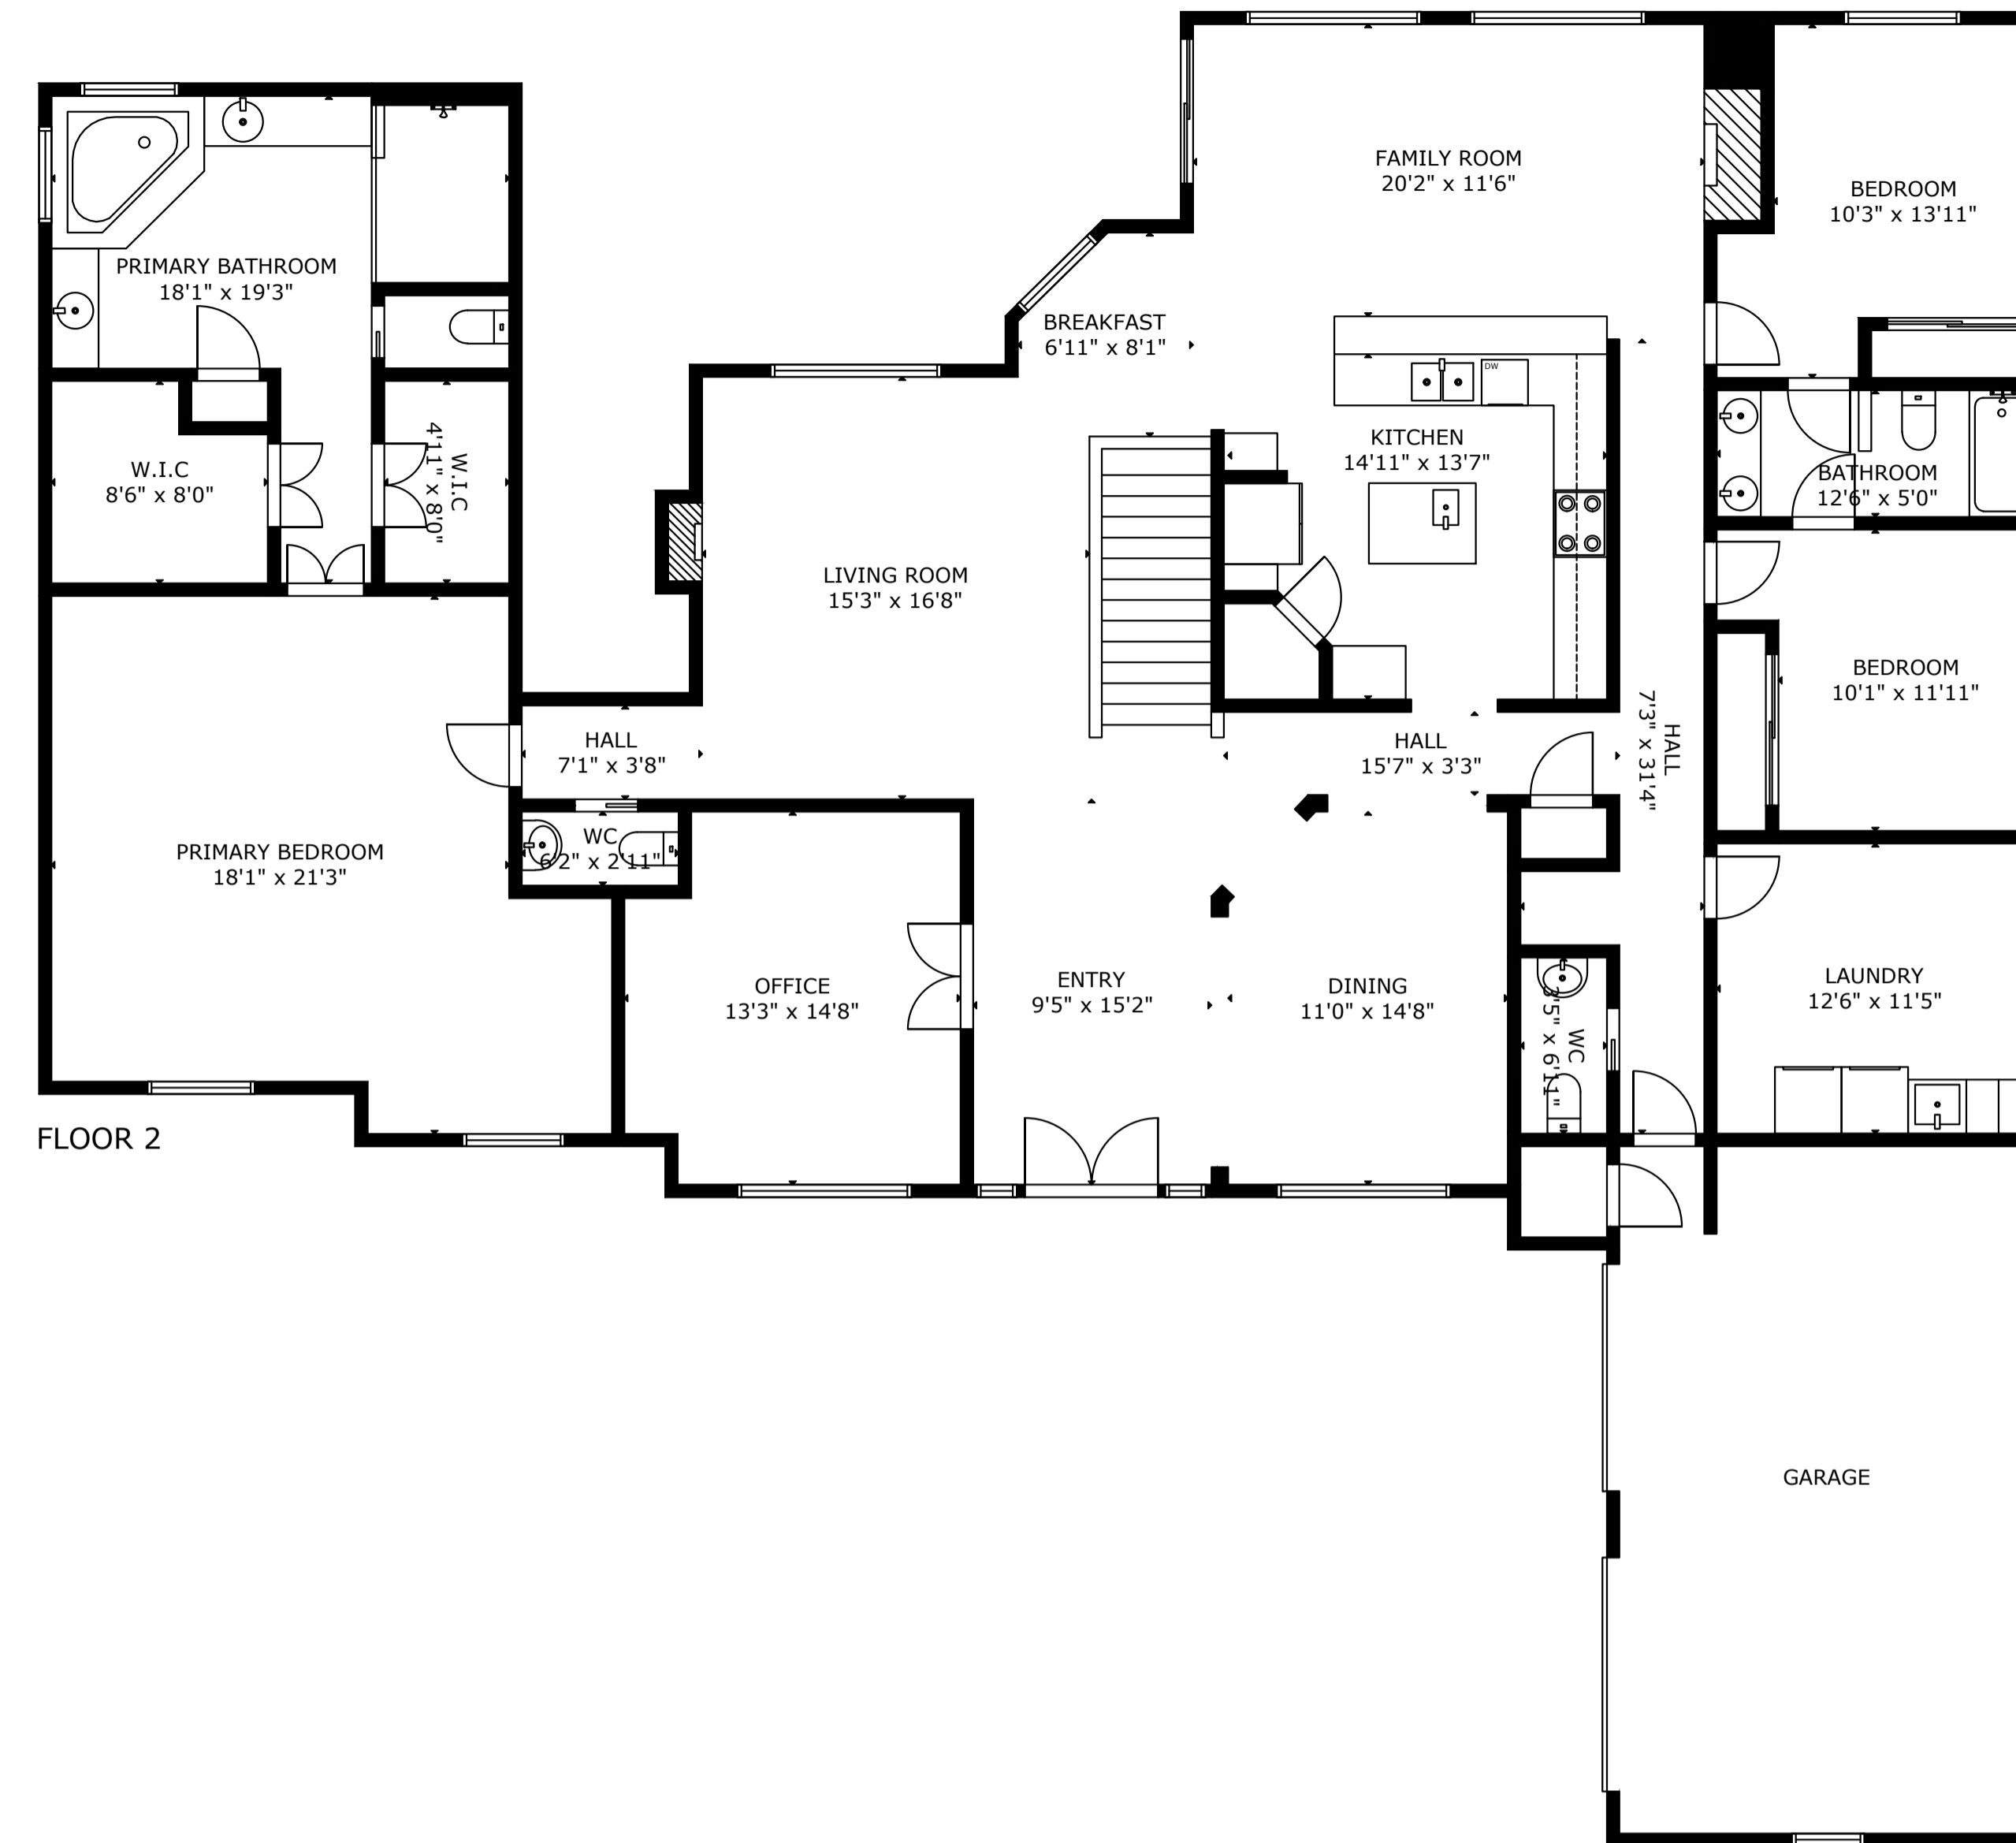 FAMILY ROOM
20'2" x 11'6"
BEDROOM
10'3" x 13'11"
PRIMARY BATHROOM
18'1" x 19'3"
BREAKFAST
6'11" x 8'1"
DW
KITCHEN
14'11" x 13'7"
W.I.C
8'6" x 8'0"
W.I.C
4'11" x 8'0"
BATHROOM
12'6" x 5'0"
LIVING ROOM
15'3" x 16'8"
BEDROOM
10'1" x 11'11"
HALL
7'1" x 3'8"
HALL
15'7" x 3'3"
HALL
7'3" x 31'4"
WC
6'2" x 2'11"
PRIMARY BEDROOM
18'1" x 21'3"
OFFICE
13'3" x 14'8"
ENTRY
9'5" x 15'2"
DINING
11'0" x 14'8"
WC
3'5" x 6'11"
LAUNDRY
12'6" x 11'5"
FLOOR 2
GARAGE